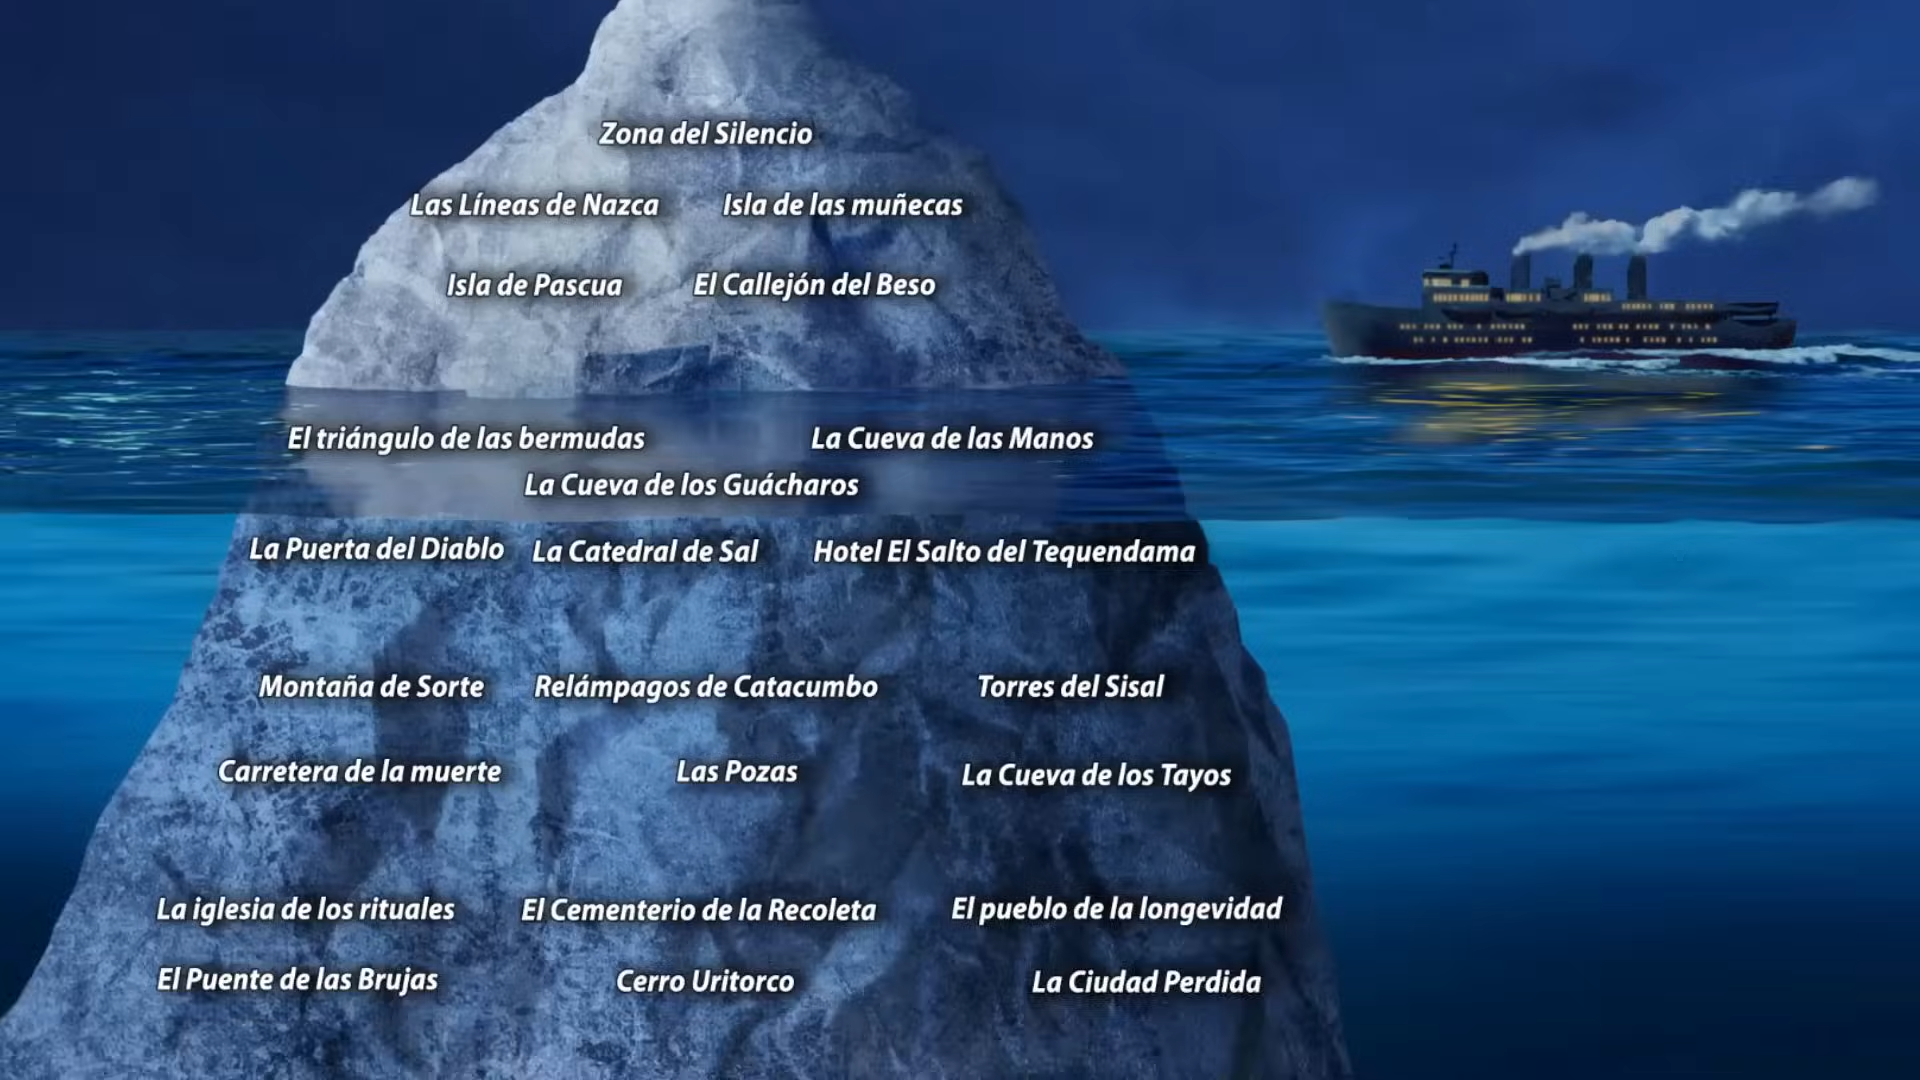 Zona del Silencio
Las Líneas de Nazca
Isla de las muñecas
Isla de Pascua
El Callejón del Beso
El triángulo de las bermudas
La Cueva de las Manos
La Cueva de los Guácharos
La Puerta del Diablo
La Catedral de Sal
Hotel El Salto del Tequendama
Montaña de Sorte
Relámpagos de Catacumbo
Torres del Sisal
Carretera de la muerte
Las Pozas
La Cueva de los Tayos
La iglesia de los rituales
El Cementerio de la Recoleta
El pueblo de la longevidad
El Puente de las Brujas
Cerro Uritorco
La Ciudad Perdida